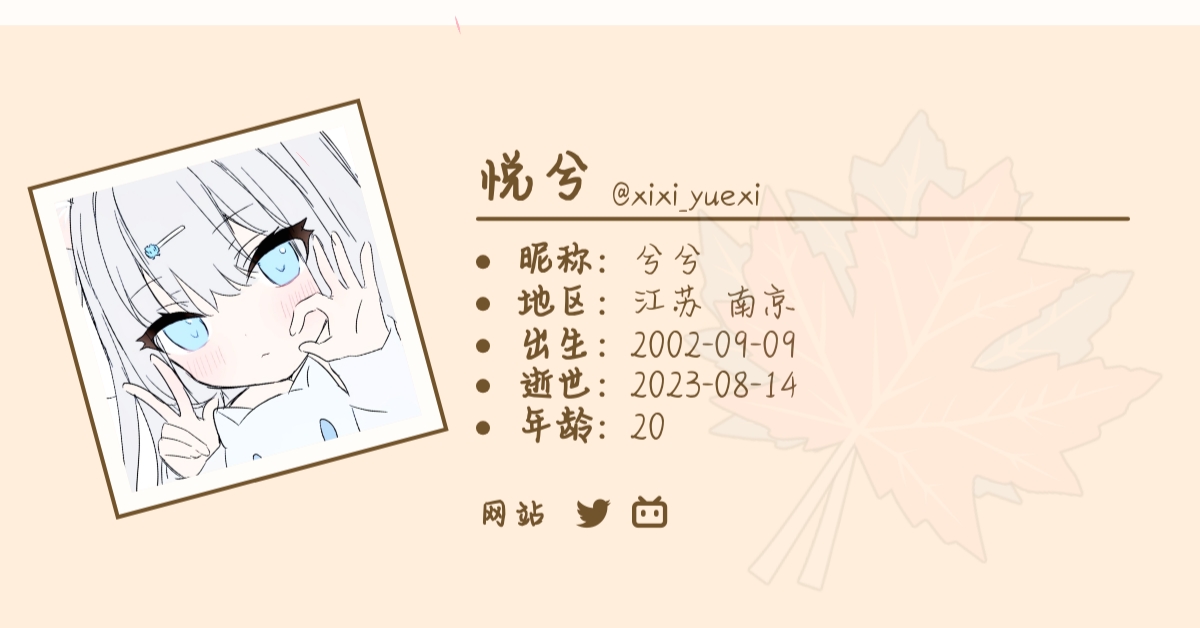 悦兮 @xixi_yuexi
昵称: 兮兮
地区: 江苏 南京
出生: 2002-09-09
逝世: 2023-08-14
年龄: 20
网站